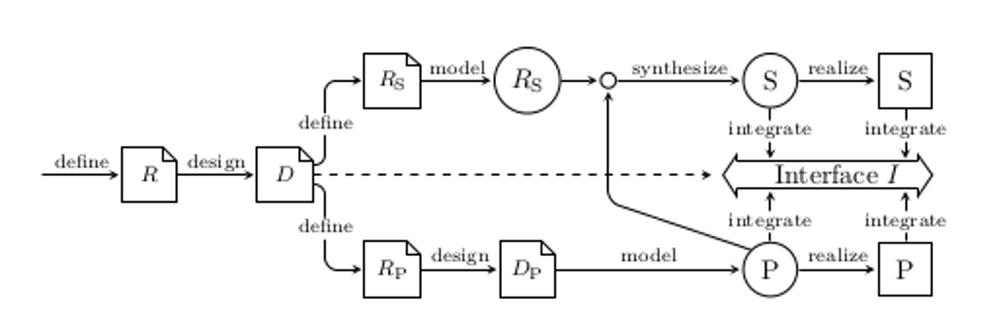 R_S model R_S synthesize S realize S
define integrate integrate
define R design D Interface I
define integrate integrate
R_P design D_P model P realize P